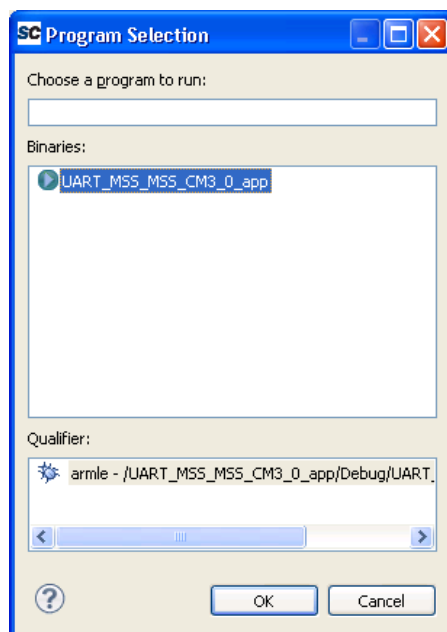 SC Program Selection
Choose a program to run:
Binaries:
UART_MSS_MSS_CM3_0_app
Qualifier:
armle - /UART_MSS_MSS_CM3_0_app/Debug/UART_
OK Cancel